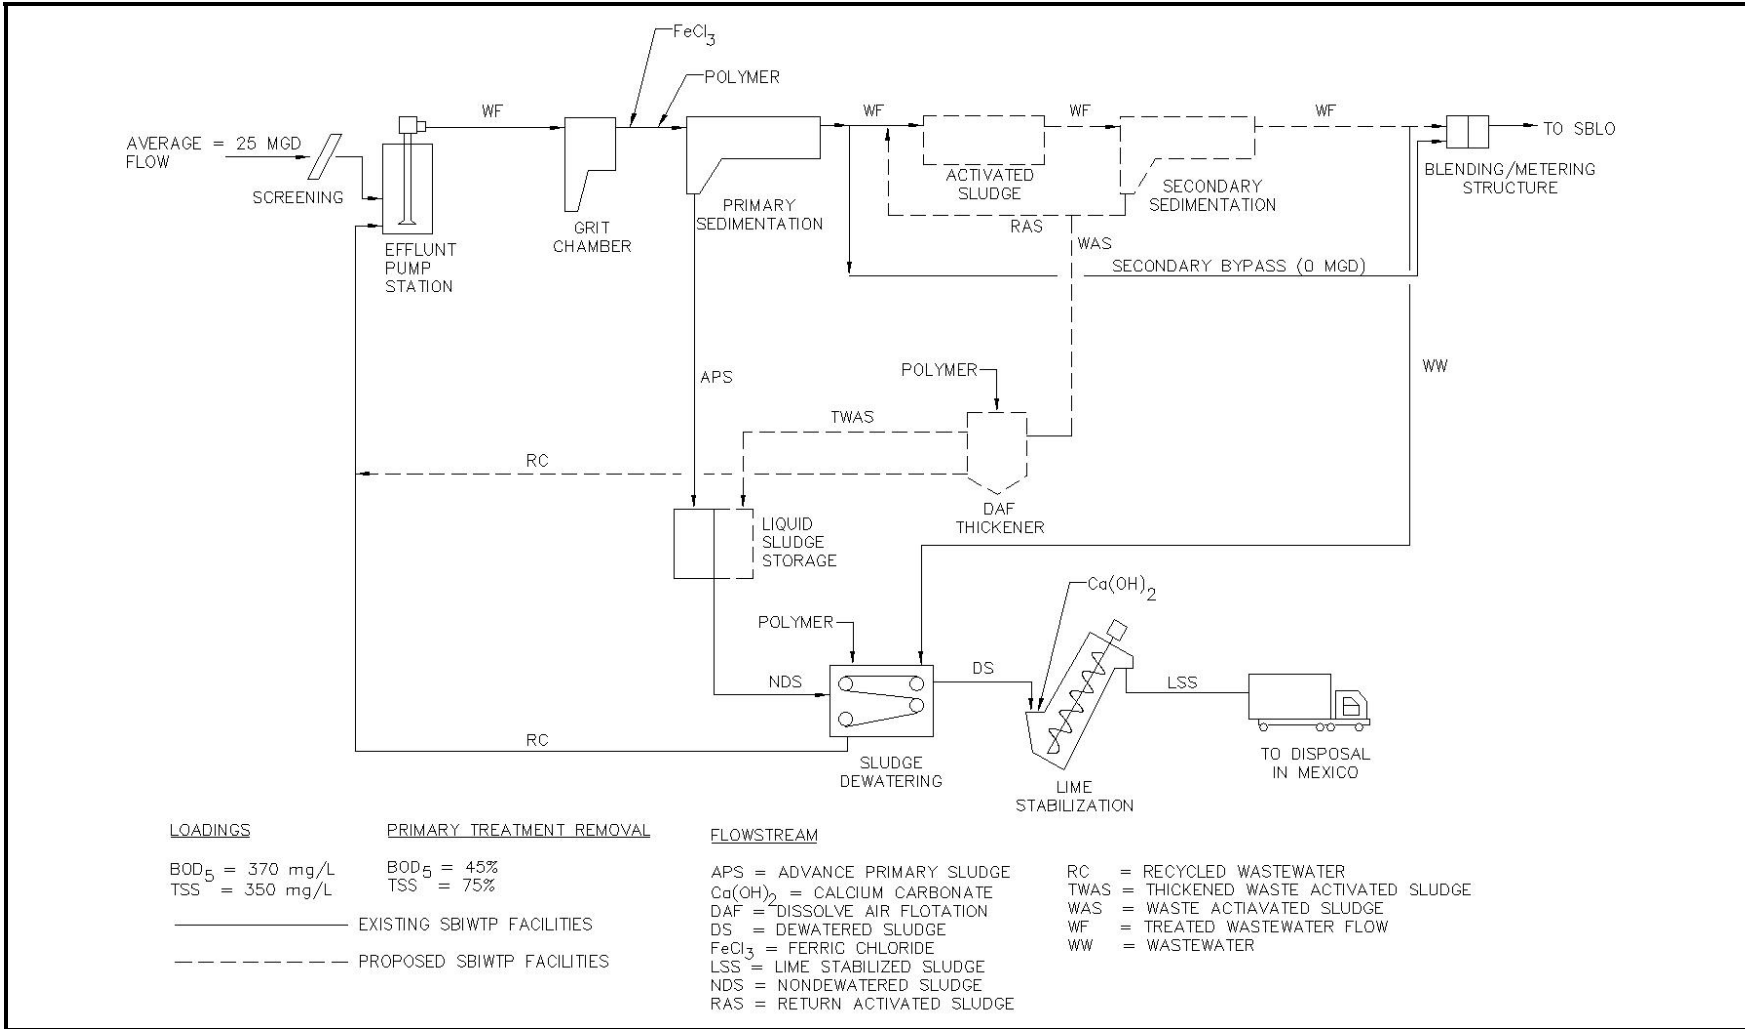 FeCl3
POLYMER
WF
WF
WF
WF
AVERAGE = 25 MGD
FLOW
TO SBLO
SCREENING
ACTIVATED
SLUDGE
BLENDING/METERING
STRUCTURE
SECONDARY
SEDIMENTATION
PRIMARY
SEDIMENTATION
GRIT
CHAMBER
RAS
WAS
EFFLUNT
PUMP
STATION
SECONDARY BYPASS (0 MGD)
APS
POLYMER
WW
TWAS
RC
DAF
THICKENER
LIQUID
SLUDGE
STORAGE
Ca(OH)2
POLYMER
NDS
DS
LSS
RC
SLUDGE
DEWATERING
TO DISPOSAL
IN MEXICO
LIME
STABILIZATION
LOADINGS
BOD5 = 370 mg/L
TSS = 350 mg/L
PRIMARY TREATMENT REMOVAL
BOD5 = 45%
TSS = 75%
EXISTING SBIWTP FACILITIES
PROPOSED SBIWTP FACILITIES
FLOWSTREAM
APS = ADVANCE PRIMARY SLUDGE
Ca(OH)2 = CALCIUM CARBONATE
DAF = DISSOLVE AIR FLOTATION
DS = DEWATERED SLUDGE
FeCl3 = FERRIC CHLORIDE
LSS = LIME STABILIZED SLUDGE
NDS = NONDEWATERED SLUDGE
RAS = RETURN ACTIVATED SLUDGE
RC = RECYCLED WASTEWATER
TWAS = THICKENED WASTE ACTIVATED SLUDGE
WAS = WASTE ACTIAVATED SLUDGE
WF = TREATED WASTEWATER FLOW
WW = WASTEWATER